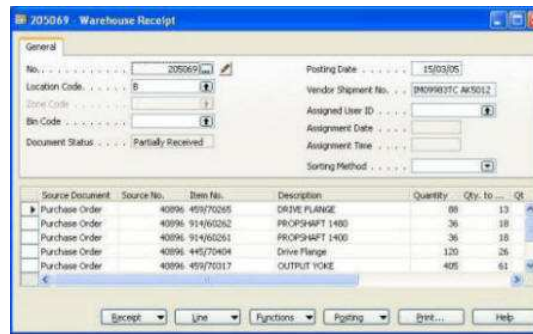 205069 - Warehouse Receipt
General
No. . . . . . . . . . . . 205069 ...
Location Code. . . . . . B
Zone Code . . . . . . .
Bin Code . . . . . . . .
Document Status . . . . Partially Received
Posting Date . . . . . . 15/03/05
Vendor Shipment No. . . IM09983TC AK5012
Assigned User ID . . . .
Assignment Date . . . .
Assignment Time . . . .
Sorting Method . . . . .
Source Document Source No. Item No. Description Quantity Qty. to ... Qt
Purchase Order 40896 459/70265 DRIVE FLANGE 88 13
Purchase Order 40896 914/60262 PROPSHAFT 1480 36 18
Purchase Order 40896 914/60261 PROPSHAFT 1400 36 18
Purchase Order 40896 445/70404 Drive Flange 120 26
Purchase Order 40896 459/70317 OUTPUT YOKE 405 61
Receipt Line Functions Posting Print... Help